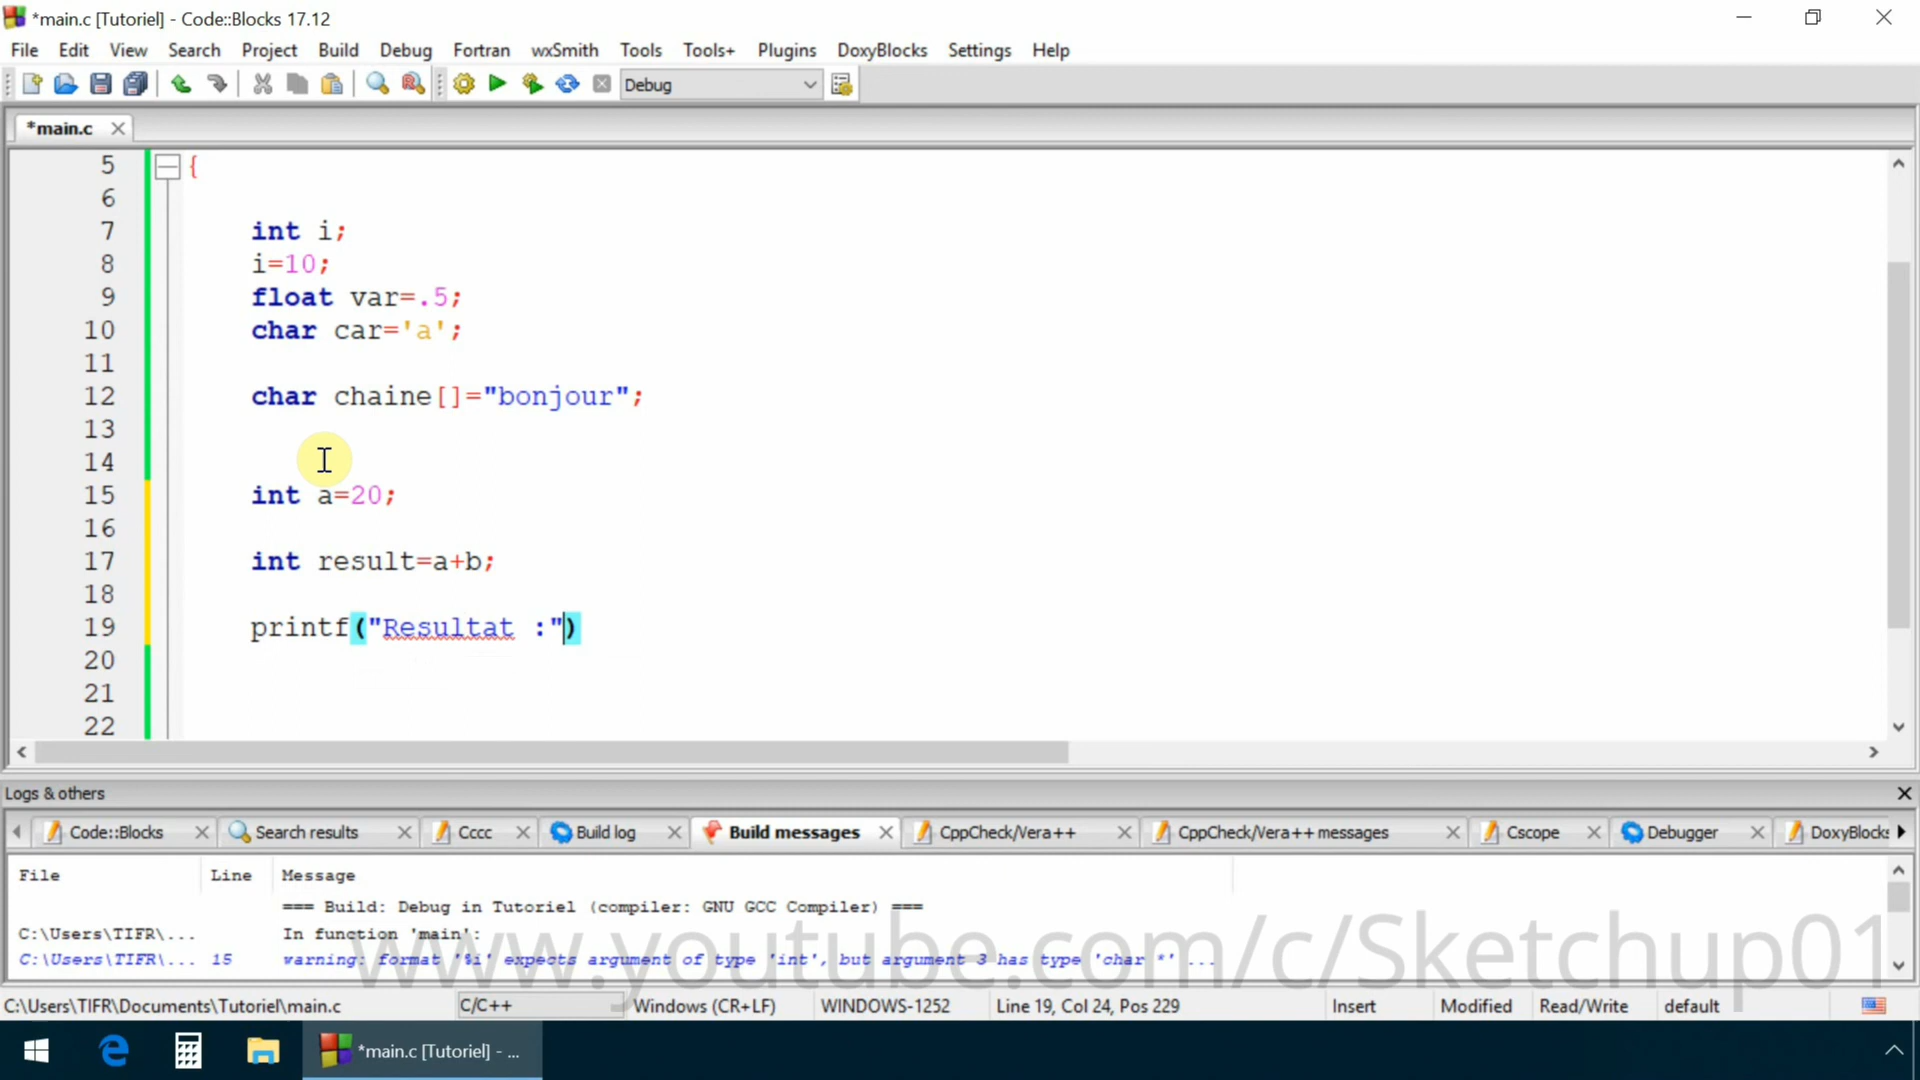 *main.c [Tutoriel] - Code::Blocks 17.12
File Edit View Search Project Build Debug Fortran wxSmith Tools Tools+ Plugins DoxyBlocks Settings Help
Debug
*main.c
5 {
6
7 int i;
8 i=10;
9 float var=.5;
10 char car='a';
11
12 char chaine[]="bonjour";
13
14
15 int a=20;
16
17 int result=a+b;
18
19 printf("Resultat :")
20
21
22
Logs & others
Code::Blocks Search results Cccc Build log Build messages CppCheck/Vera++ CppCheck/Vera++ messages Cscope Debugger DoxyBlocks
File Line Message
=== Build: Debug in Tutoriel (compiler: GNU GCC Compiler) ===
C:\Users\TIFR\... In function 'main':
C:\Users\TIFR\... 15 warning: format '%i' expects argument of type 'int', but argument 3 has type 'char *' ...
www.youtube.com/c/Sketchup01
C:\Users\TIFR\Documents\Tutoriel\main.c C/C++ Windows (CR+LF) WINDOWS-1252 Line 19, Col 24, Pos 229 Insert Modified Read/Write default
*main.c [Tutoriel] - ...